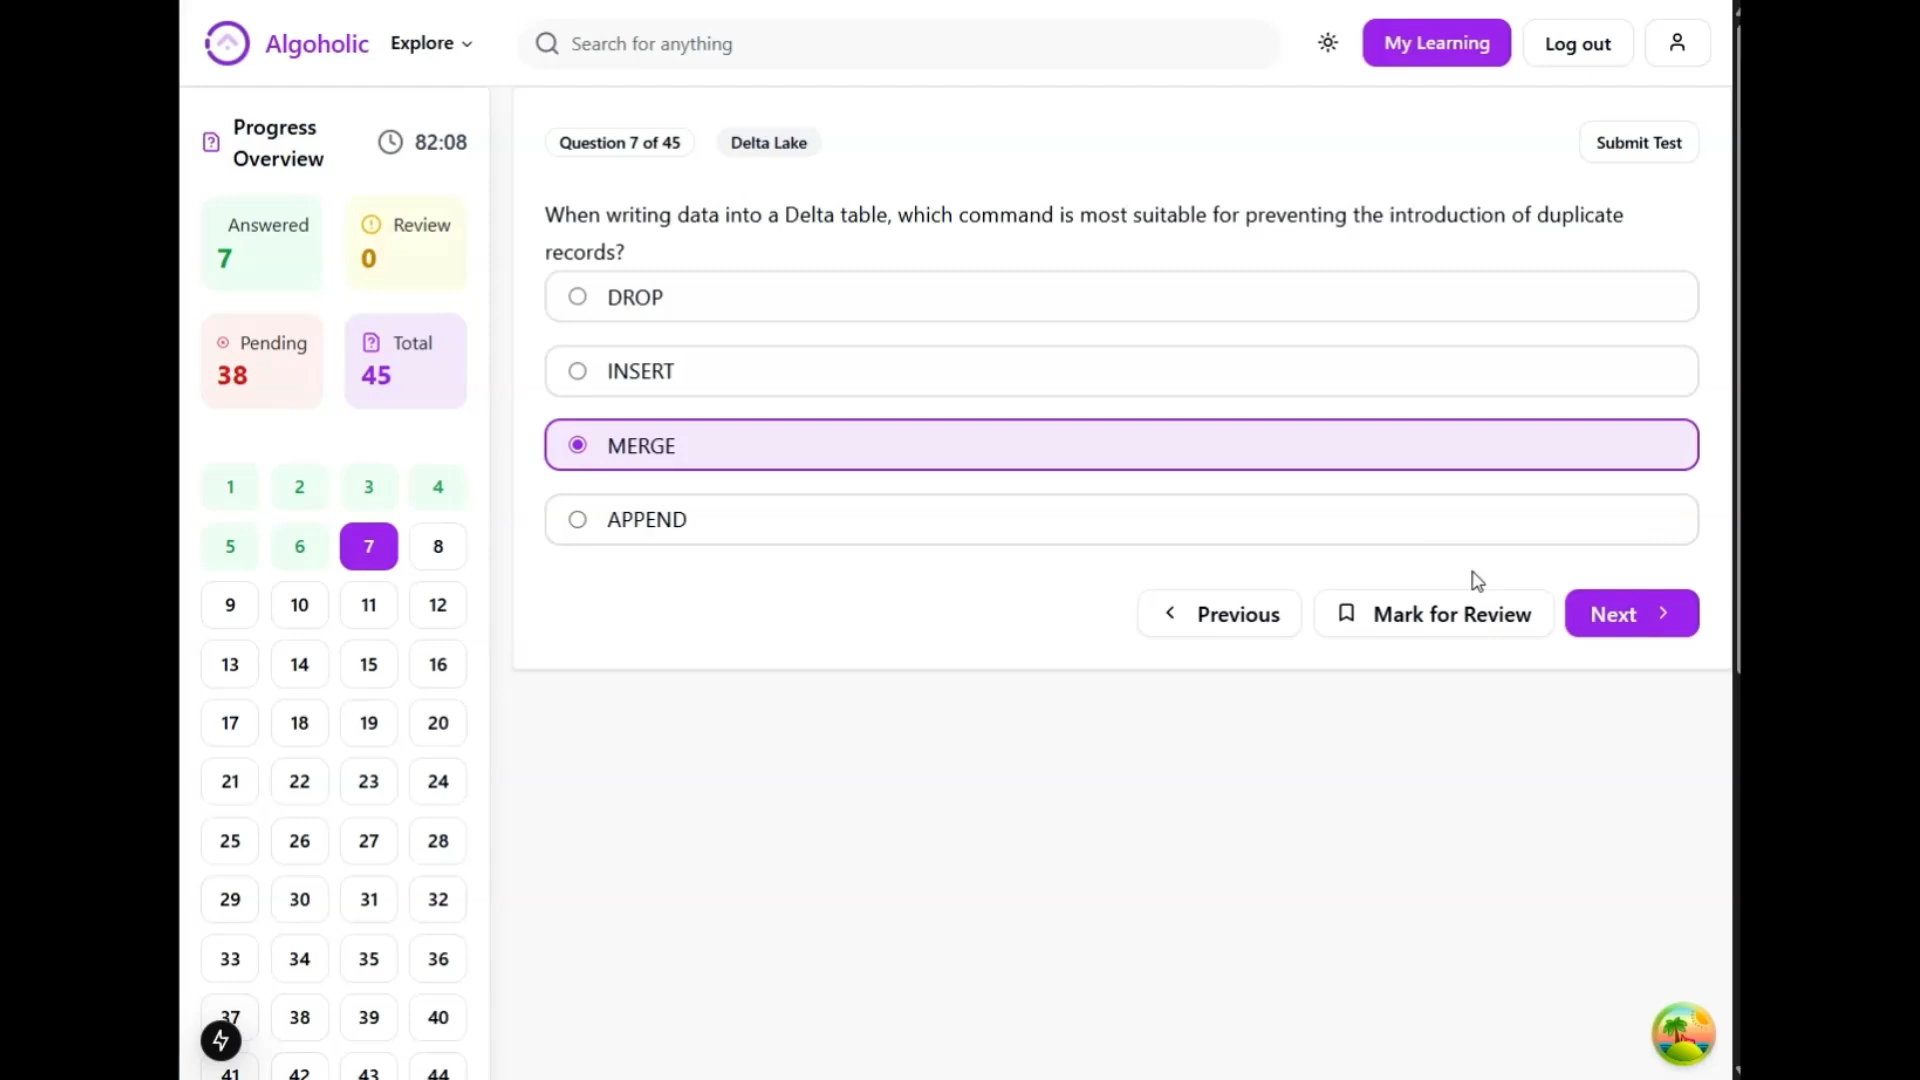 Algoholic
Explore
Search for anything
My Learning
Log out
Progress
Overview
82:08
Answered
7
Review
0
Pending
38
Total
45
1 2 3 4
5 6 7 8
9 10 11 12
13 14 15 16
17 18 19 20
21 22 23 24
25 26 27 28
29 30 31 32
33 34 35 36
37 38 39 40
41 42 43 44
Question 7 of 45
Delta Lake
Submit Test
When writing data into a Delta table, which command is most suitable for preventing the introduction of duplicate
records?
DROP
INSERT
MERGE
APPEND
Previous
Mark for Review
Next